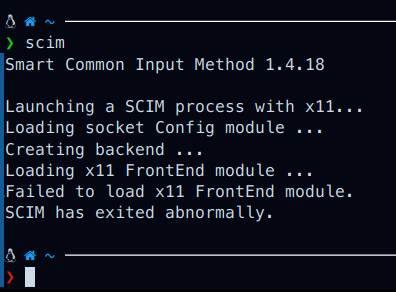 ~
❯ scim
Smart Common Input Method 1.4.18
Launching a SCIM process with x11...
Loading socket Config module ...
Creating backend ...
Loading x11 FrontEnd module ...
Failed to load x11 FrontEnd module.
SCIM has exited abnormally.
~
❯